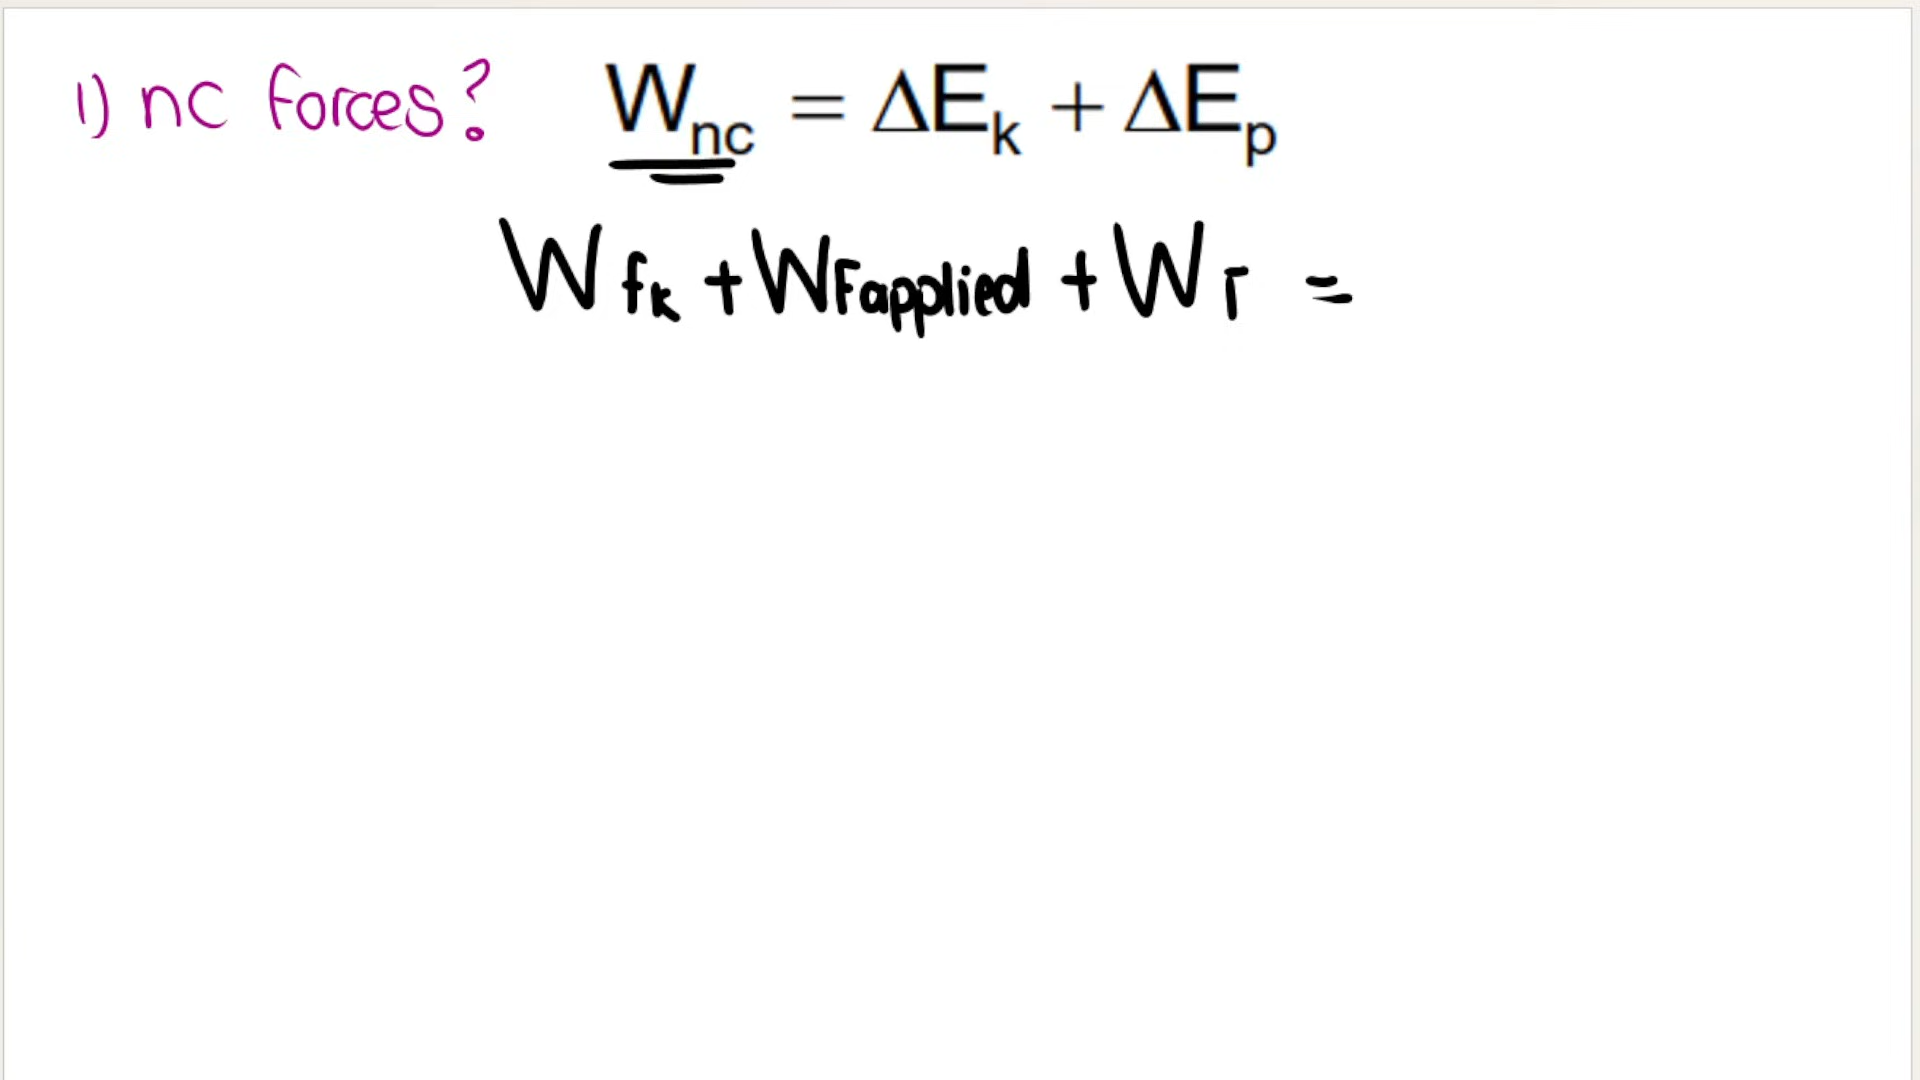 1) nc forces? Wnc = ΔEk + ΔEp
Wfk + WFapplied + WT =